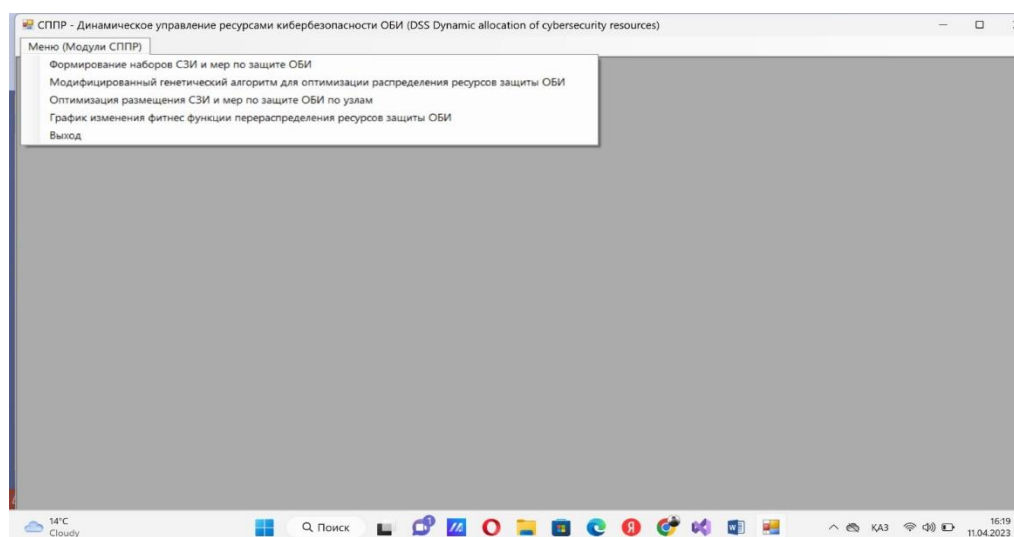 СППР - Динамическое управление ресурсами кибербезопасности ОБИ (DSS Dynamic allocation of cybersecurity resources)
Меню (Модули СППР)
Формирование наборов СЗИ и мер по защите ОБИ
Модифицированный генетический алгоритм для оптимизации распределения ресурсов защиты ОБИ
Оптимизация размещения СЗИ и мер по защите ОБИ по узлам
График изменения фитнес функции перераспределения ресурсов защиты ОБИ
Выход
14°C
Cloudy
Поиск
1
ҚАЗ
16:19
11.04.2023